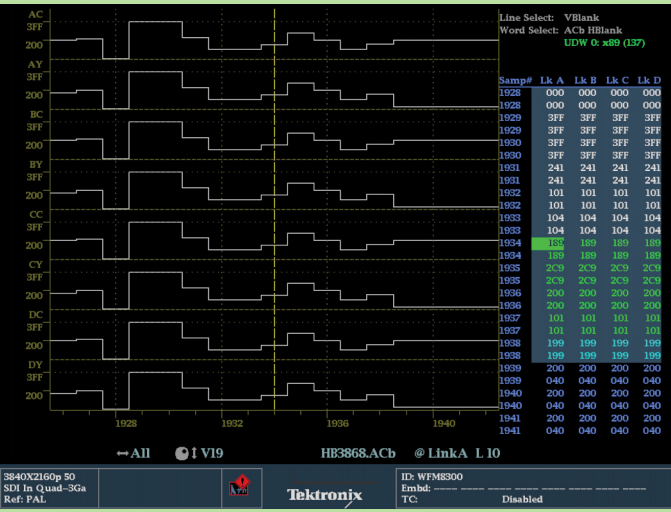 AC
3FF
200
AY
3FF
200
BC
3FF
200
BY
3FF
200
CC
3FF
200
CY
3FF
200
DC
3FF
200
DY
3FF
200
1928 1932 1936 1940
Line Select: VBlank
Word Select: ACb HBlank
UDW 0: x89 (137)
Samp# Lk A Lk B Lk C Lk D
1928 000 000 000 000
1928 000 000 000 000
1929 3FF 3FF 3FF 3FF
1929 3FF 3FF 3FF 3FF
1930 3FF 3FF 3FF 3FF
1930 3FF 3FF 3FF 3FF
1931 241 241 241 241
1931 241 241 241 241
1932 101 101 101 101
1932 101 101 101 101
1933 104 104 104 104
1933 104 104 104 104
1934 189 189 189 189
1934 189 189 189 189
1935 2C9 2C9 2C9 2C9
1935 2C9 2C9 2C9 2C9
1936 200 200 200 200
1936 200 200 200 200
1937 101 101 101 101
1937 101 101 101 101
1938 199 199 199 199
1938 199 199 199 199
1939 200 200 200 200
1939 040 040 040 040
1940 200 200 200 200
1940 040 040 040 040
1941 200 200 200 200
1941 040 040 040 040
↔All ↕ V19 HB3868.ACb @LinkA L 10
3840X2160p 50
SDI In Quad-3Ga
Ref: PAL
Tektronix
ID: WFM8300
Embd: ---- ---- ---- ---- ---- ---- ---- ----
TC: Disabled